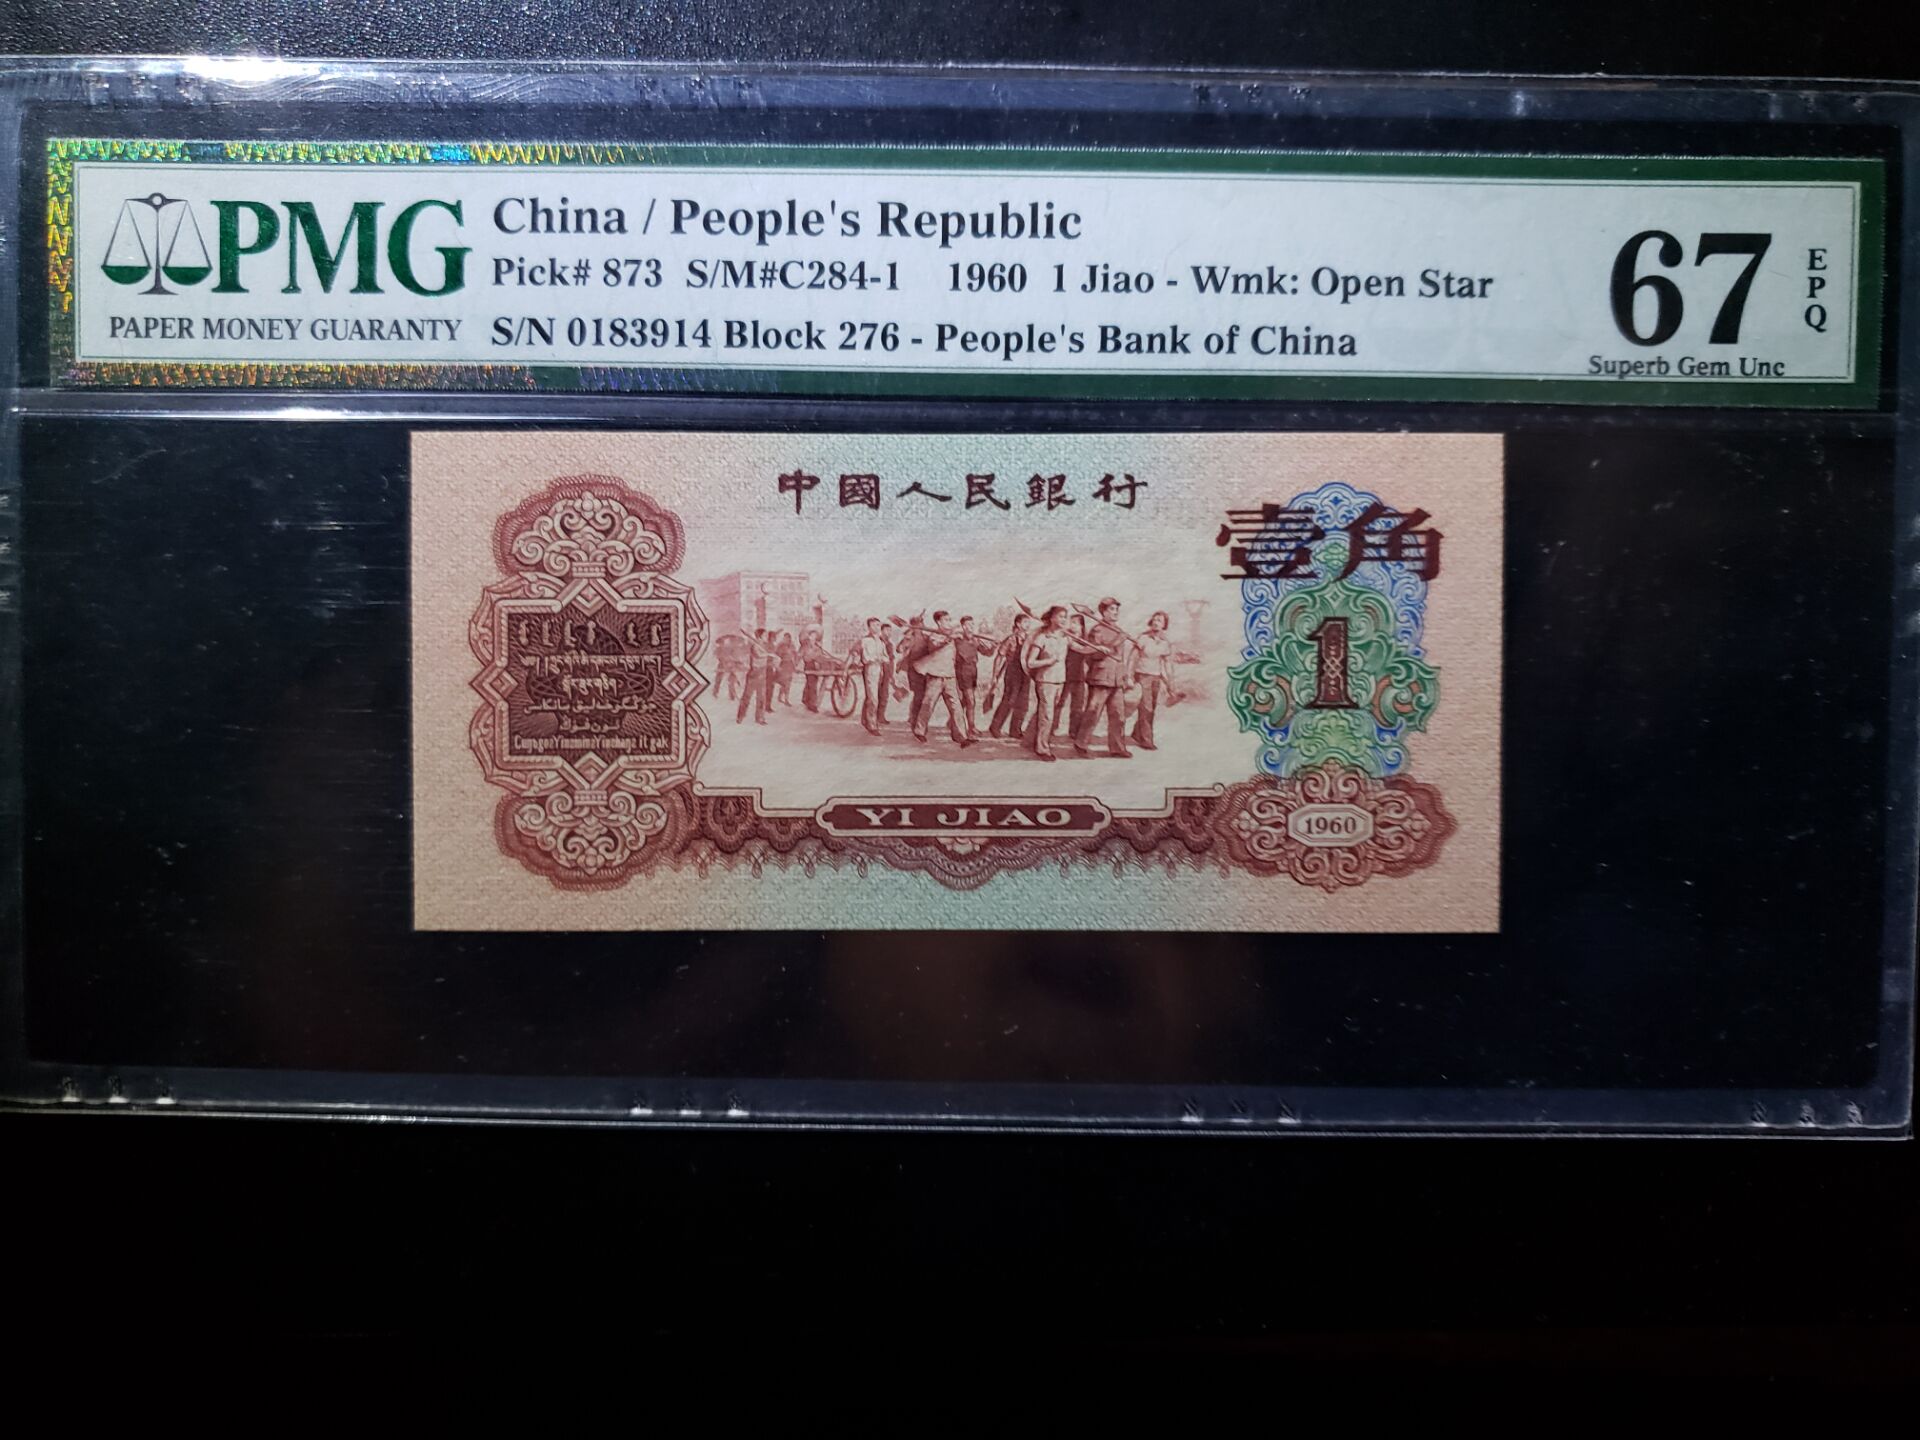 PMG
PAPER MONEY GUARANTY
China / People's Republic
Pick# 873 S/M#C284-1 1960 1 Jiao - Wmk: Open Star
S/N 0183914 Block 276 - People's Bank of China
67
EPQ
Superb Gem Unc
中國人民銀行
壹角
1
YI JIAO
1960